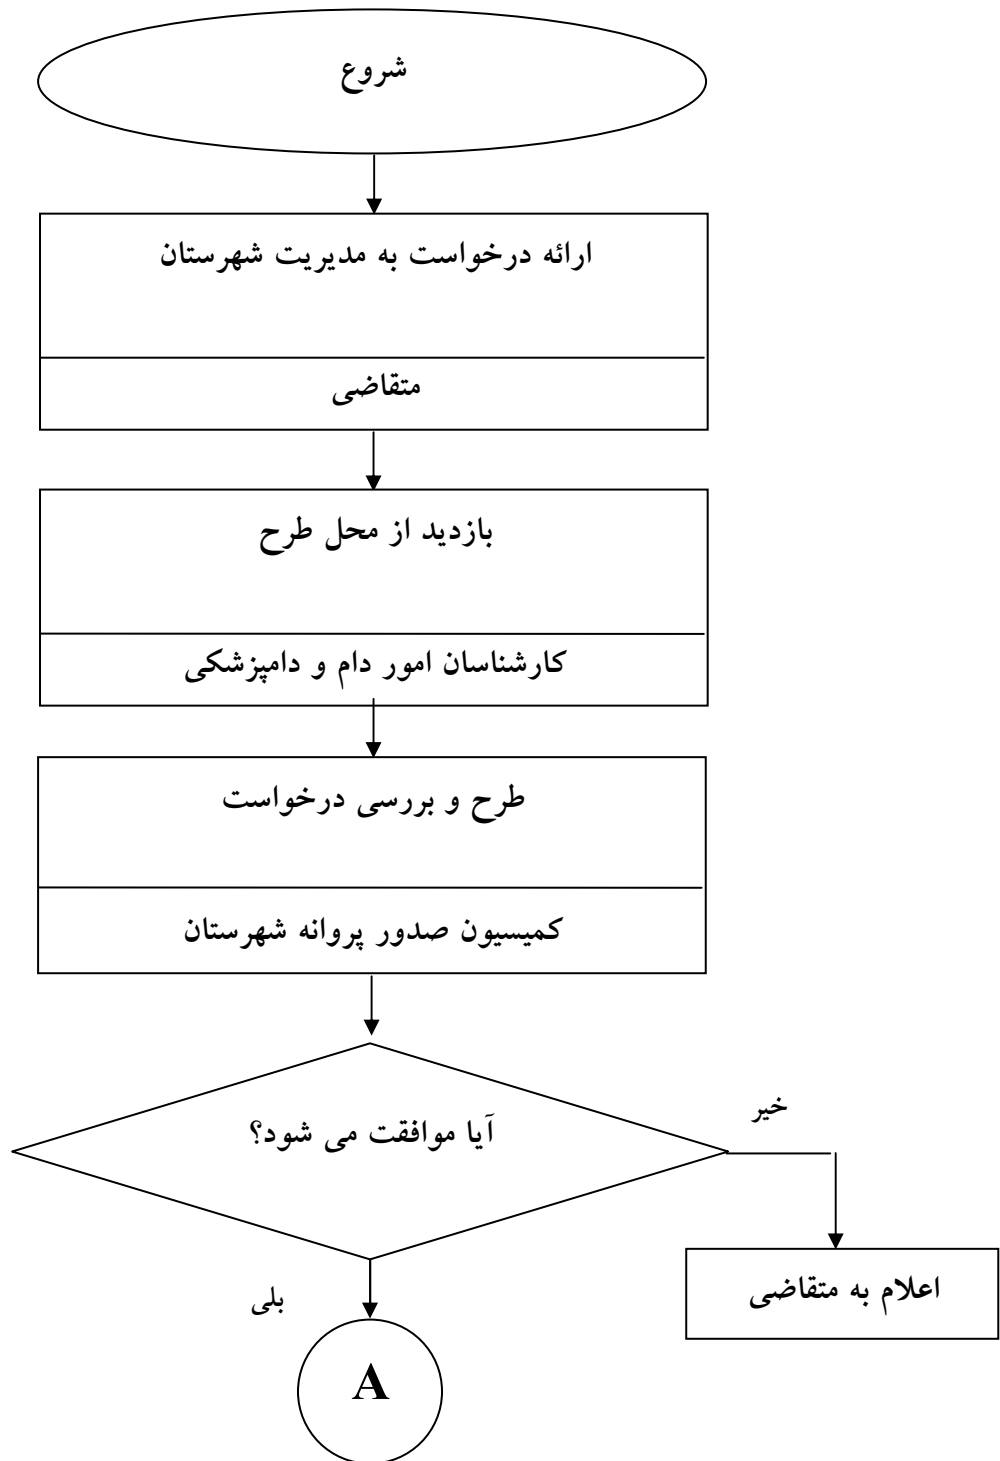 شروع
ارائه درخواست به مدیریت شهرستان
متقاضی
بازدید از محل طرح
کارشناسان امور دام و دامپزشکی
طرح و بررسی درخواست
کمیسیون صدور پروانه شهرستان
آیا موافقت می شود؟
خیر
اعلام به متقاضی
بلی
A